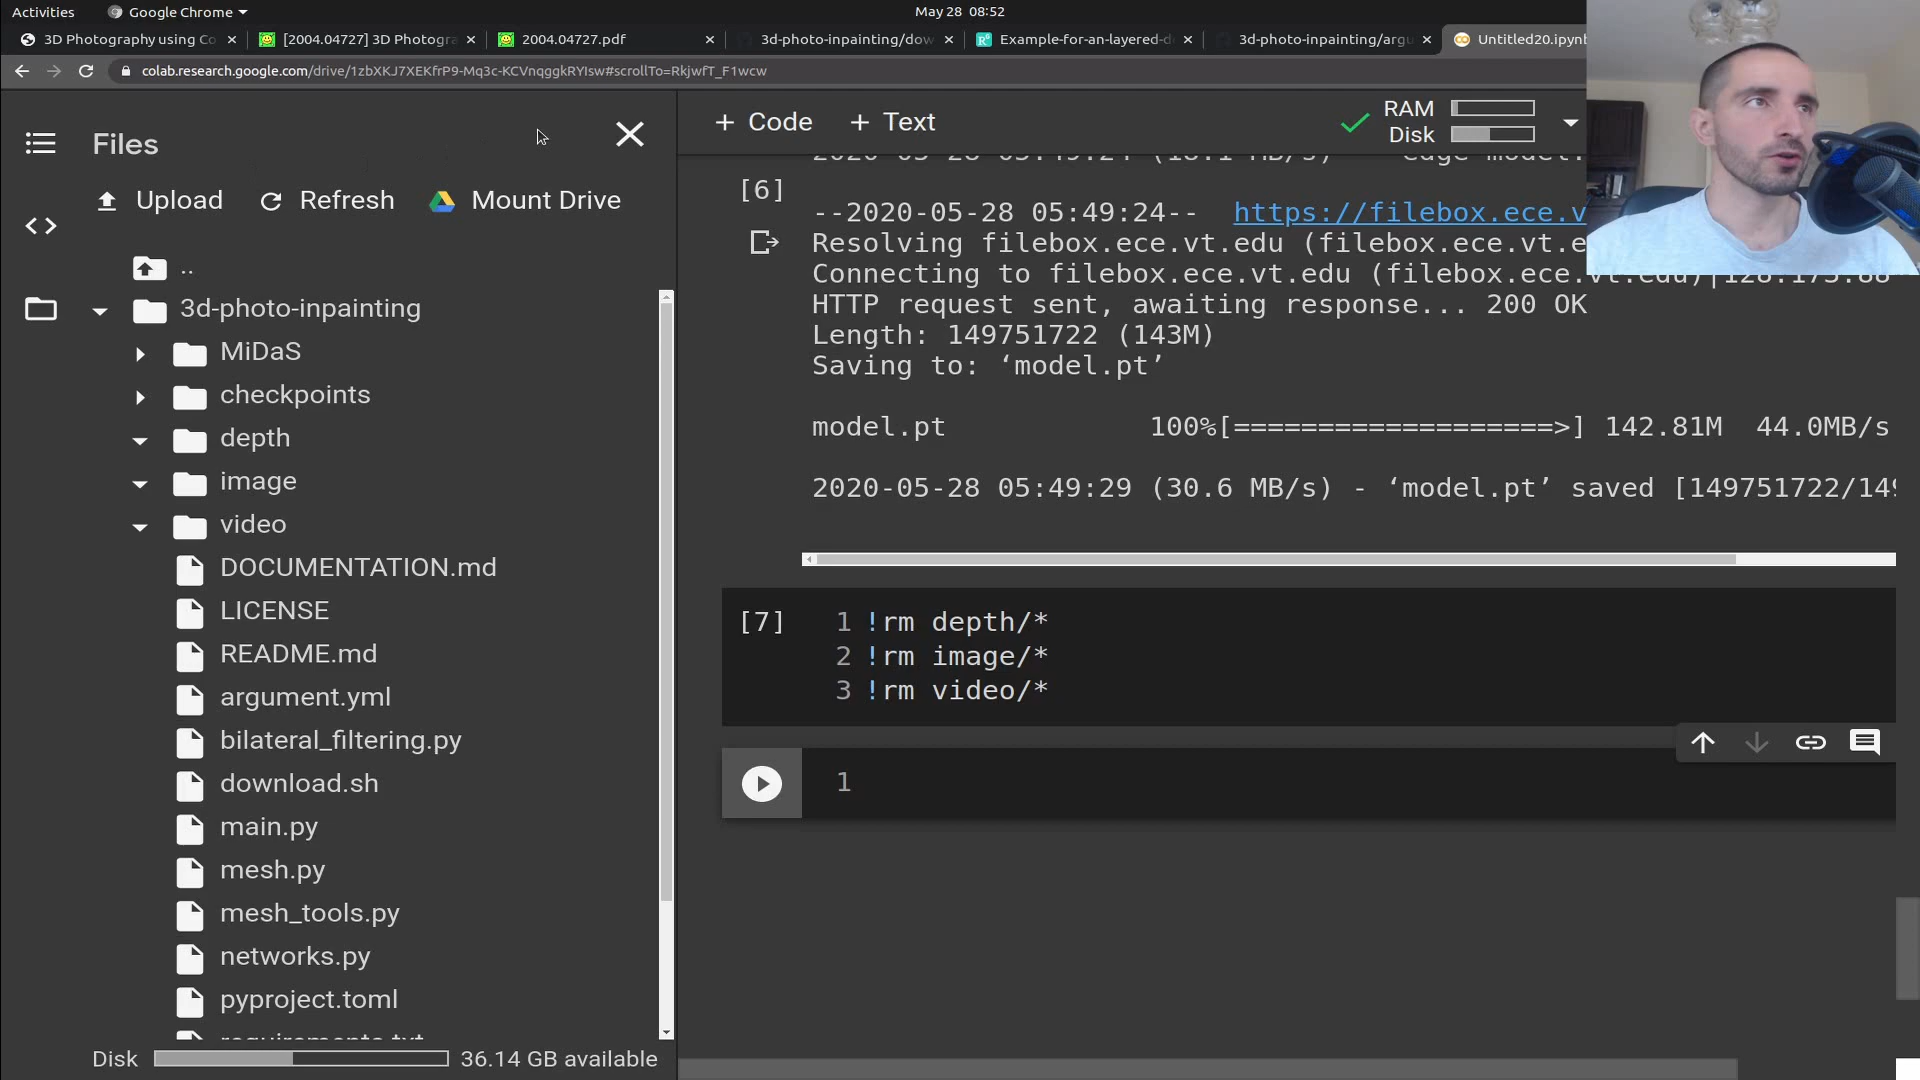 Activities
Google Chrome
May 28 08:52
3D Photography using Co
[2004.04727] 3D Photogra
2004.04727.pdf
3d-photo-inpainting/dow
Example-for-an-layered-d
3d-photo-inpainting/argu
Untitled20.ipynb
colab.research.google.com/drive/1zbXKJ7XEKfrP9-Mq3c-KCVnqggkRYIsw#scrollTo=RkjwfT_F1wcw
Files
Upload
Refresh
Mount Drive
..
3d-photo-inpainting
MiDaS
checkpoints
depth
image
video
DOCUMENTATION.md
LICENSE
README.md
argument.yml
bilateral_filtering.py
download.sh
main.py
mesh.py
mesh_tools.py
networks.py
pyproject.toml
requirements.txt
Disk
36.14 GB available
+ Code
+ Text
RAM
Disk
[6]
--2020-05-28 05:49:24-- https://filebox.ece.v
Resolving filebox.ece.vt.edu (filebox.ece.vt.e
Connecting to filebox.ece.vt.edu (filebox.ece.vt.edu)|128.173.88
HTTP request sent, awaiting response... 200 OK
Length: 149751722 (143M)
Saving to: ‘model.pt’
model.pt 100%[===================>] 142.81M 44.0MB/s
2020-05-28 05:49:29 (30.6 MB/s) - ‘model.pt’ saved [149751722/149
[7]
1 !rm depth/*
2 !rm image/*
3 !rm video/*
1